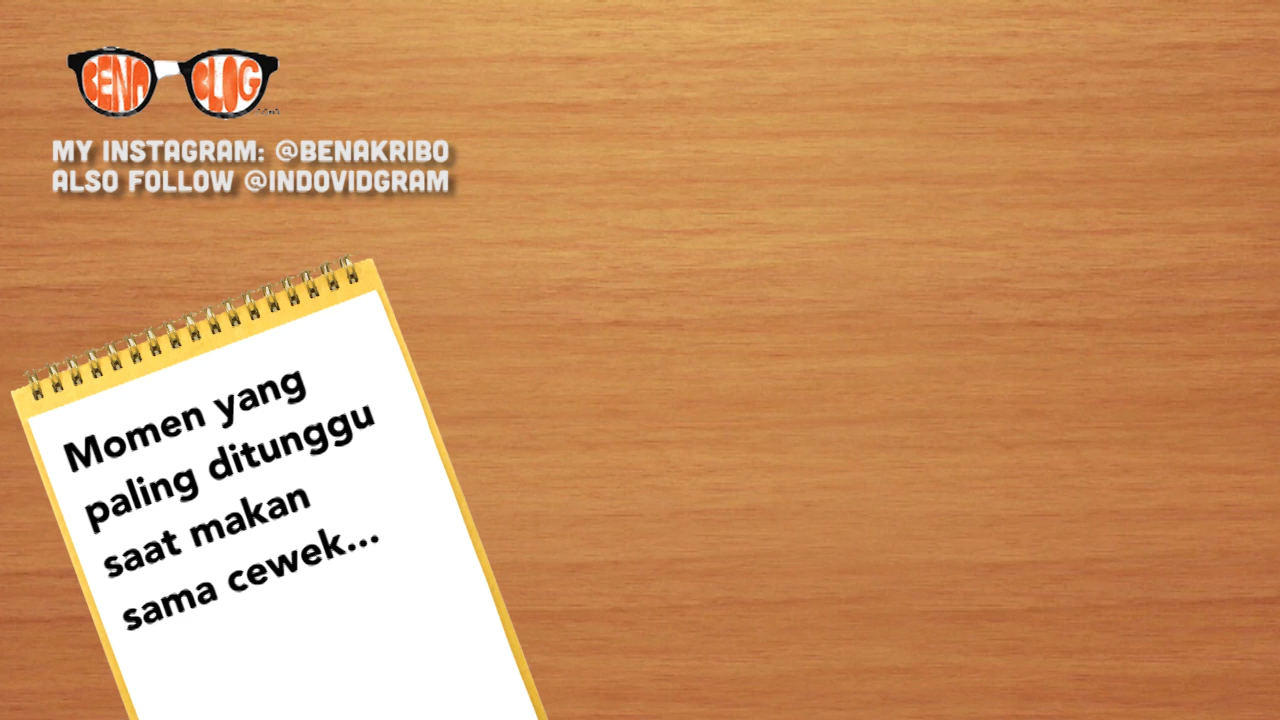 BENA BLOG
MY INSTAGRAM: @BENAKRIBO
ALSO FOLLOW @INDOVIDGRAM
Momen yang
paling ditunggu
saat makan
sama cewek...